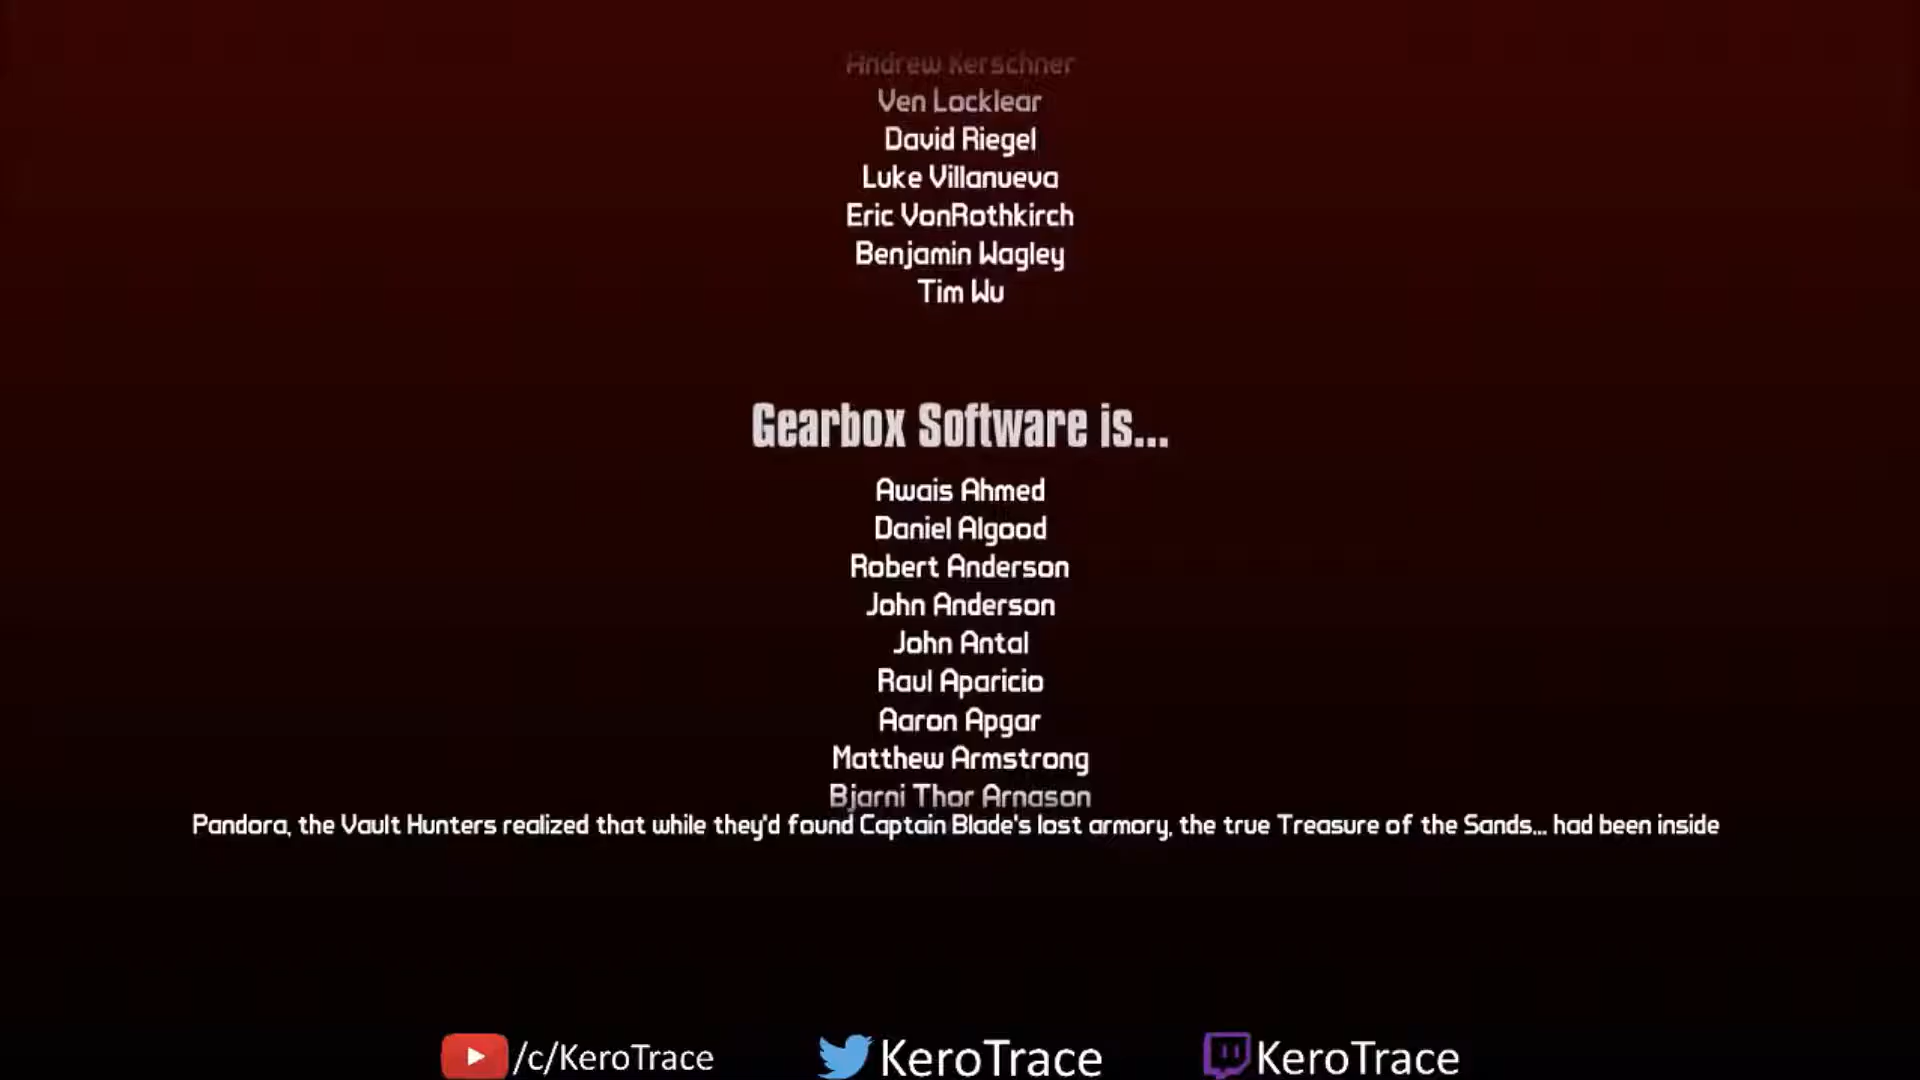 Andrew Kerschner
Ven Locklear
David Riegel
Luke Villanueva
Eric VonRothkirch
Benjamin Wagley
Tim Wu
Gearbox Software is...
Awais Ahmed
Daniel Algood
Robert Anderson
John Anderson
John Antal
Raul Aparicio
Aaron Apgar
Matthew Armstrong
Bjarni Thor Arnason
Pandora, the Vault Hunters realized that while they'd found Captain Blade's lost armory, the true Treasure of the Sands... had been inside
/c/KeroTrace KeroTrace KeroTrace